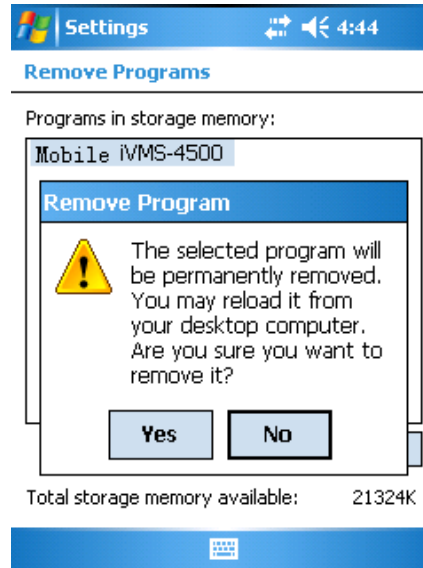 Settings 4:44
Remove Programs
Programs in storage memory:
Mobile iVMS-4500
Remove Program
The selected program will
be permanently removed.
You may reload it from
your desktop computer.
Are you sure you want to
remove it?
Yes No
Total storage memory available: 21324K